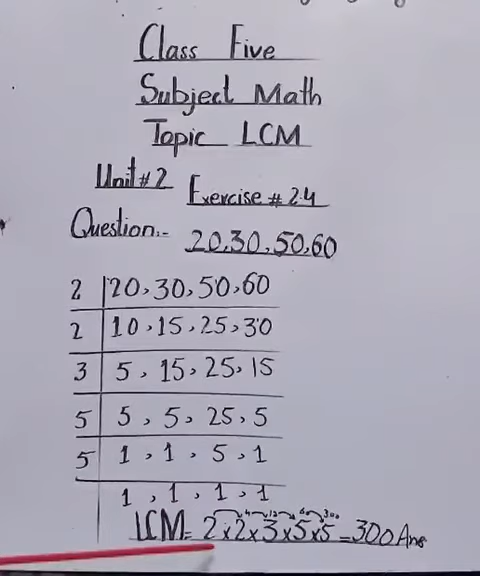 Class Five
Subject Math
Topic LCM
Unit#2 Exercise # 2.4
Question:- 20,30,50,60
2 | 20,30,50,60
2 | 10,15,25,30
3 | 5,15,25,15
5 | 5,5,25,5
5 | 1,1,5,1
1,1,1,1
LCM= 2x2x3x5x5=300 Ans